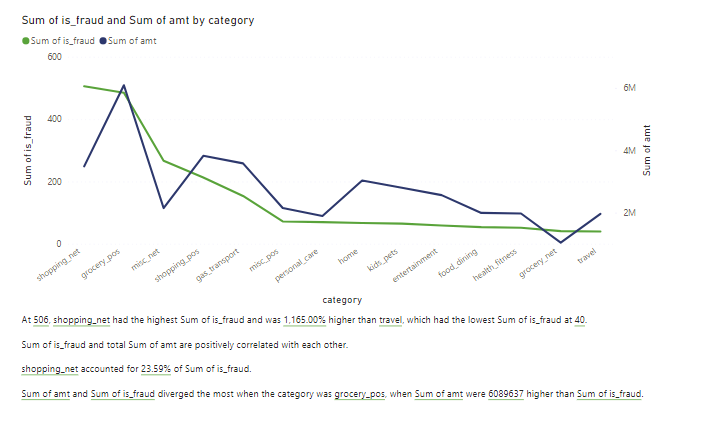 Sum of is_fraud and Sum of amt by category
Sum of is_fraud Sum of amt
600
400
200
0
Sum of is_fraud
6M
4M
2M
Sum of amt
shopping_net
grocery_pos
misc_net
shopping_pos
gas_transport
misc_pos
personal_care
home
kids_pets
entertainment
food_dining
health_fitness
grocery_net
travel
category
At 506, shopping_net had the highest Sum of is_fraud and was 1,165.00% higher than travel, which had the lowest Sum of is_fraud at 40.
Sum of is_fraud and total Sum of amt are positively correlated with each other.
shopping_net accounted for 23.59% of Sum of is_fraud.
Sum of amt and Sum of is_fraud diverged the most when the category was grocery_pos, when Sum of amt were 6089637 higher than Sum of is_fraud.